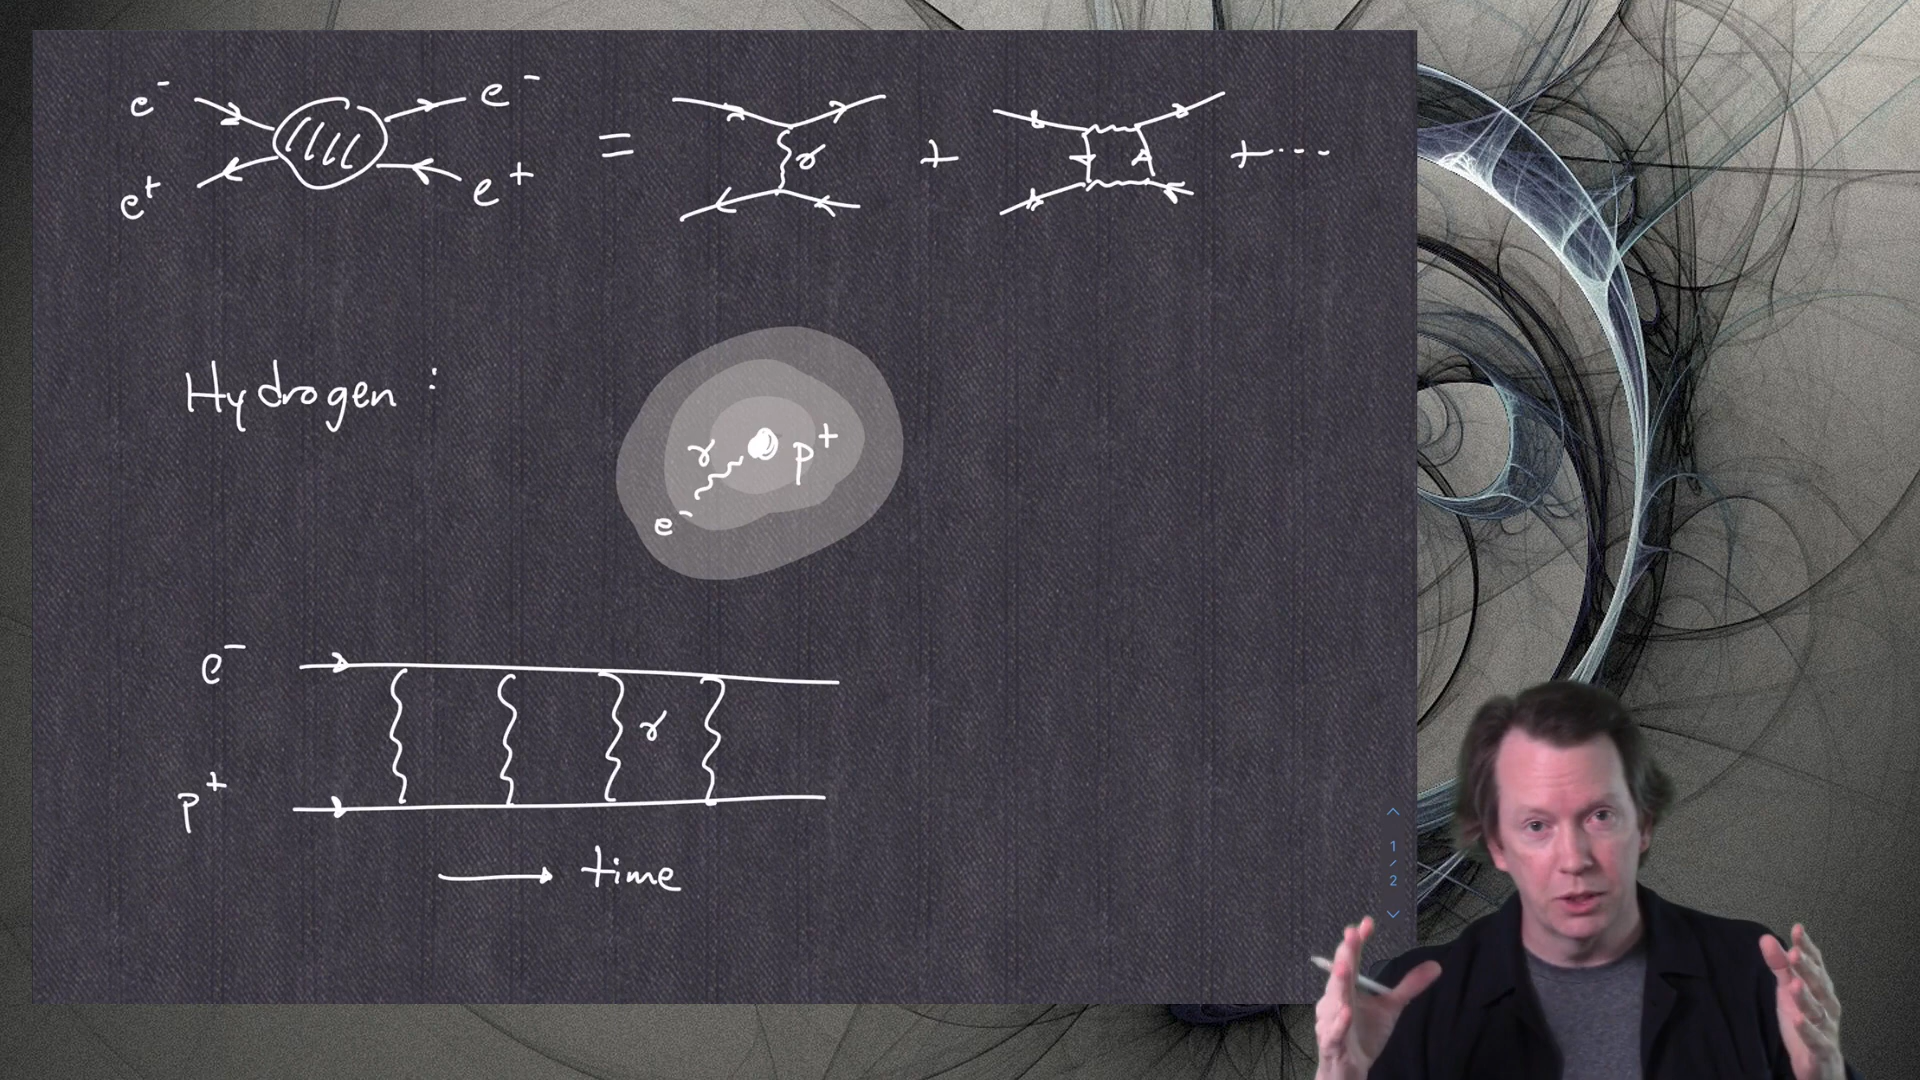 e⁻ e⁻ = γ + + ...
e⁺ e⁺
Hydrogen :
γ p⁺
e⁻
e⁻
γ
p⁺
→ time
1
/
2